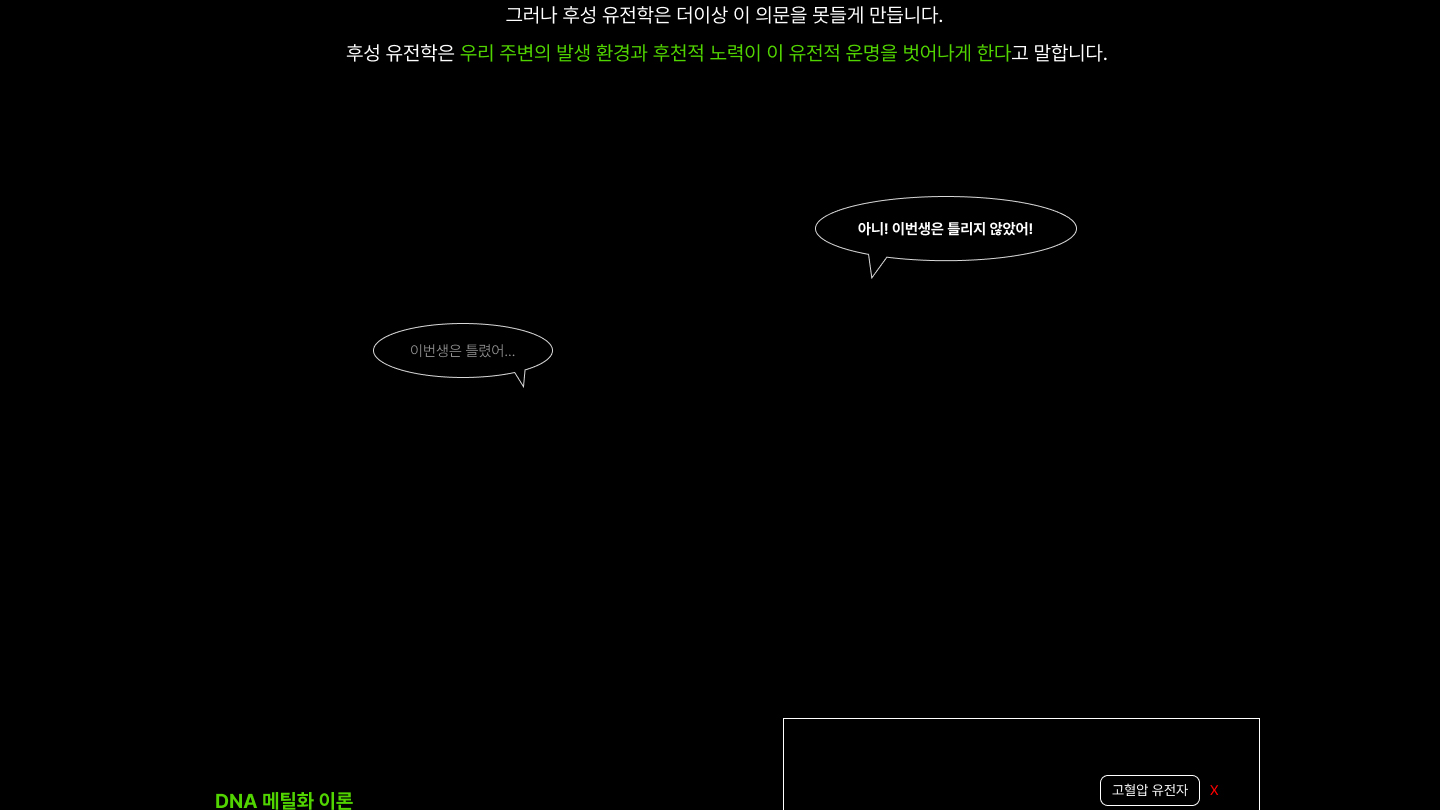 그러나 후성 유전학은 더이상 이 의문을 못들게 만듭니다.
후성 유전학은 우리 주변의 발생 환경과 후천적 노력이 이 유전적 운명을 벗어나게 한다고 말합니다.
아니! 이번생은 틀리지 않았어!
이번생은 틀렸어...
고혈압 유전자 X
DNA 메틸화 이론